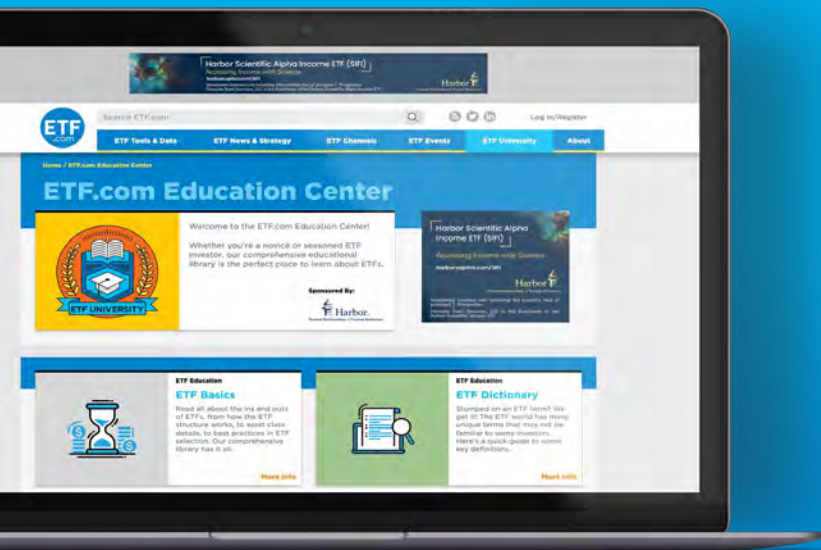 Harbor Scientific Alpha Income ETF (SIFI)
Accessing Income with Science
harborcapital.com/SIFI
Harbor
ETF
.com
Search ETF.com
Log In/Register
ETF Tools & Data
ETF News & Strategy
ETF Channels
ETF Events
ETF University
About
Home / ETF.com Education Center
ETF.com Education Center
ETF UNIVERSITY
Welcome to the ETF.com Education Center!
Whether you're a novice or seasoned ETF
investor, our comprehensive educational
library is the perfect place to learn about ETFs.
Sponsored By:
Harbor
Harbor Scientific Alpha
Income ETF (SIFI)
Accessing Income with Science
harborcapital.com/SIFI
Harbor
ETF Education
ETF Basics
Read all about the ins and outs
of ETFs, from how the ETF
structure works, to asset class
details, to best practices in ETF
selection. Our comprehensive
library has it all.
More Info
ETF Education
ETF Dictionary
Stumped on an ETF term? We
get it! The ETF world has many
unique terms that may not be
familiar to some investors.
Here's a quick guide to some
key definitions.
More Info